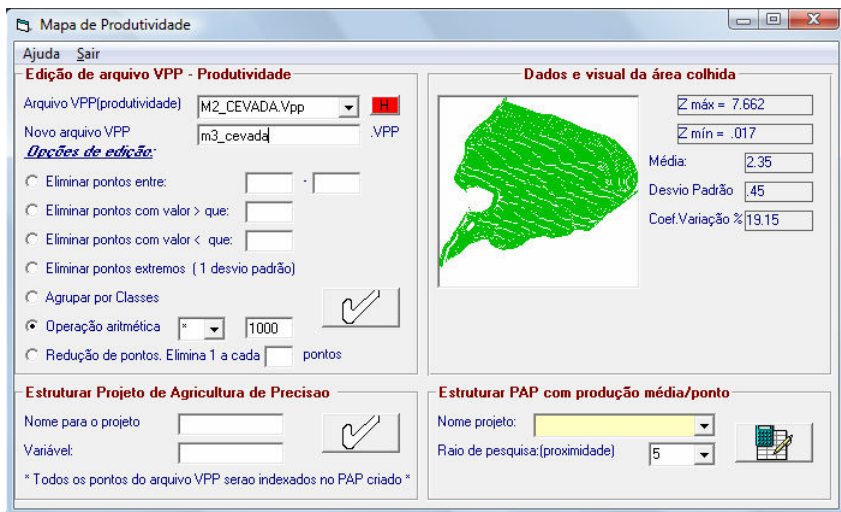 Mapa de Produtividade
Ajuda Sair
Edição de arquivo VPP - Produtividade
Arquivo VPP(produtividade) M2_CEVADA.Vpp H
Novo arquivo VPP m3_cevada .VPP
Opções de edição:
Eliminar pontos entre: -
Eliminar pontos com valor > que:
Eliminar pontos com valor < que:
Eliminar pontos extremos ( 1 desvio padrão)
Agrupar por Classes
Operação aritmética * 1000
Redução de pontos. Elimina 1 a cada pontos
Dados e visual da área colhida
Z máx = 7.662
Z mín = .017
Média: 2.35
Desvio Padrão .45
Coef.Variação % 19.15
Estruturar Projeto de Agricultura de Precisao
Nome para o projeto
Variável:
* Todos os pontos do arquivo VPP serao indexados no PAP criado *
Estruturar PAP com produção média/ponto
Nome projeto:
Raio de pesquisa:(proximidade) 5